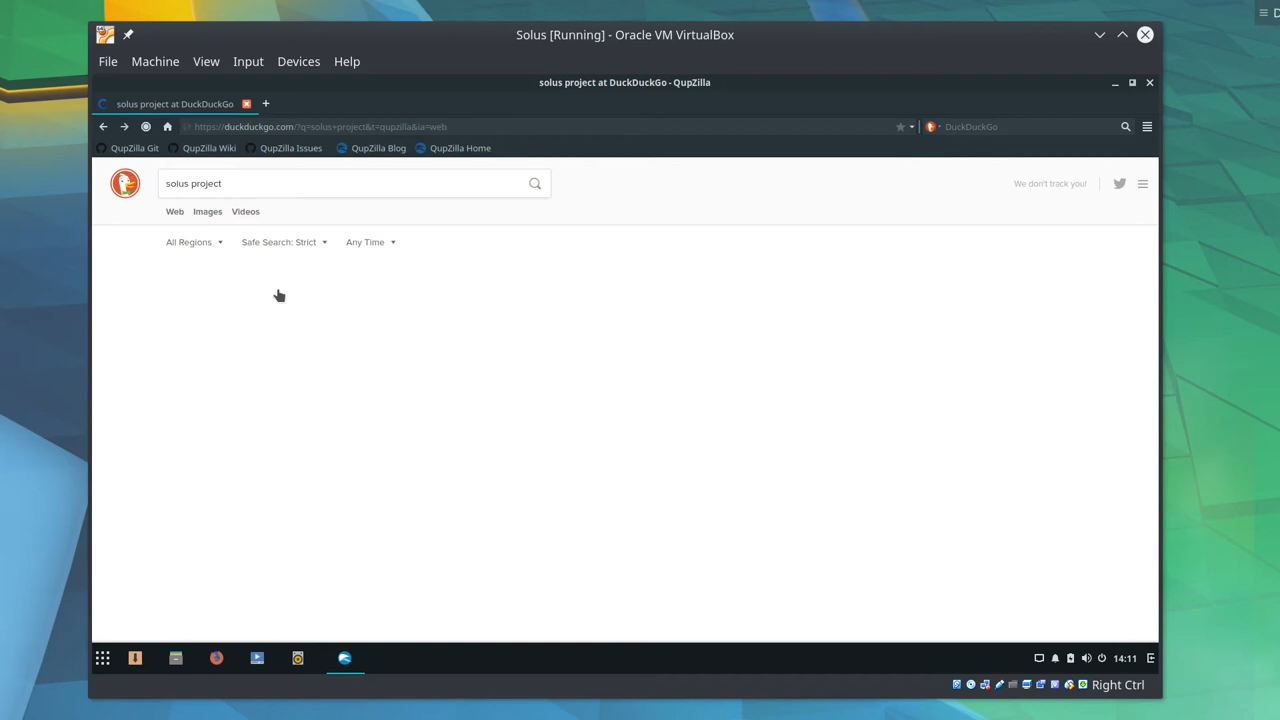 Solus [Running] - Oracle VM VirtualBox
File Machine View Input Devices Help
solus project at DuckDuckGo - QupZilla
solus project at DuckDuckGo
https://duckduckgo.com/?q=solus+project&t=qupzilla&ia=web
DuckDuckGo
QupZilla Git QupZilla Wiki QupZilla Issues QupZilla Blog QupZilla Home
solus project
We don't track you!
Web Images Videos
All Regions Safe Search: Strict Any Time
14:11
Right Ctrl